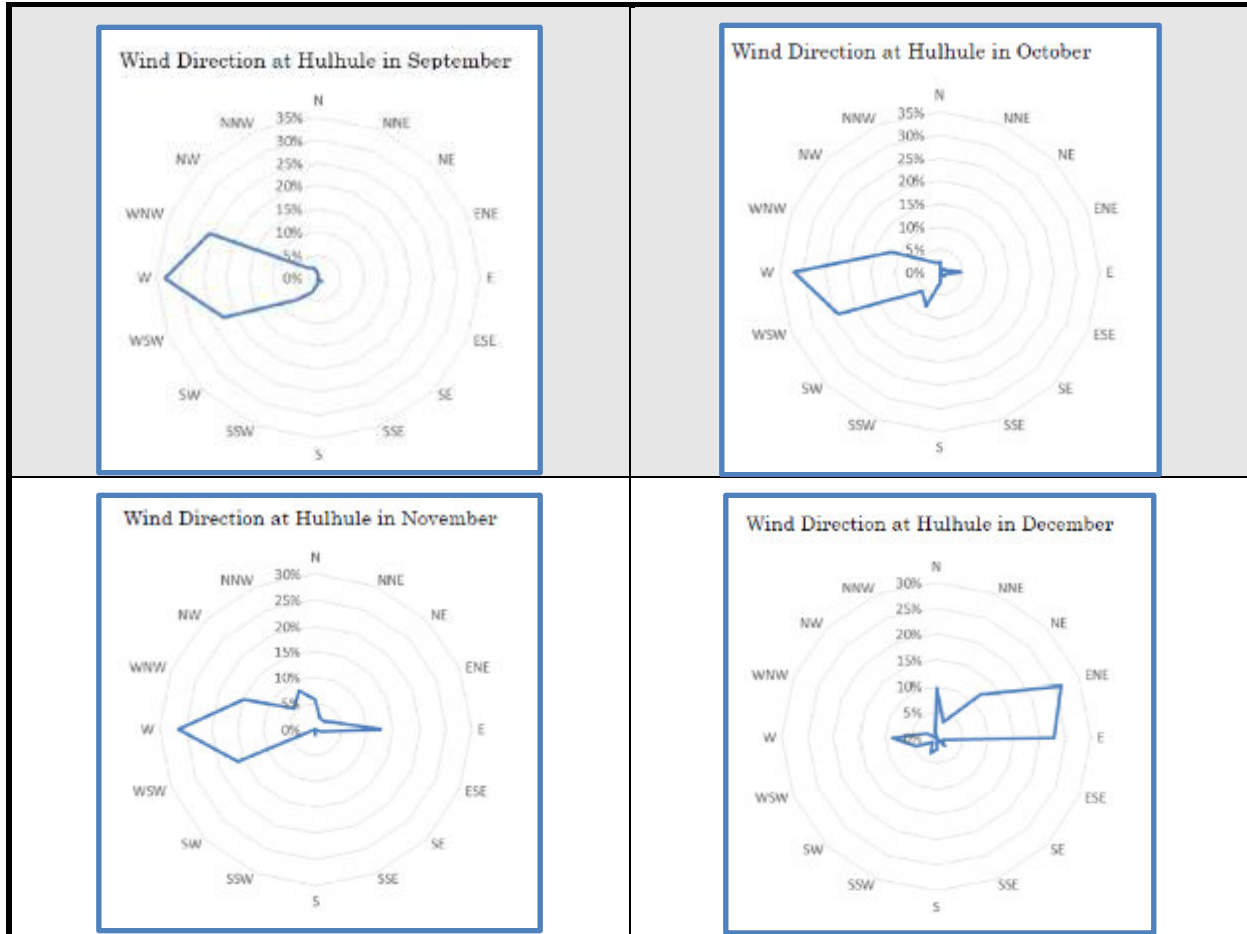 Wind Direction at Hulhule in September
N
NNW 35% NNE
30%
NW 25% NE
20%
WNW 15% ENE
10%
5%
W 0% E
WSW ESE
SW SE
SSW SSE
S
Wind Direction at Hulhule in October
N
NNW 35% NNE
30%
NW 25% NE
20%
WNW 15% ENE
10%
5%
W 0% E
WSW ESE
SW SE
SSW SSE
S
Wind Direction at Hulhule in November
N
NNW 30% NNE
25%
NW 20% NE
15%
WNW 10% ENE
5%
W 0% E
WSW ESE
SW SE
SSW SSE
S
Wind Direction at Hulhule in December
N
NNW 30% NNE
25%
NW 20% NE
15%
WNW 10% ENE
5%
W 0% E
WSW ESE
SW SE
SSW SSE
S